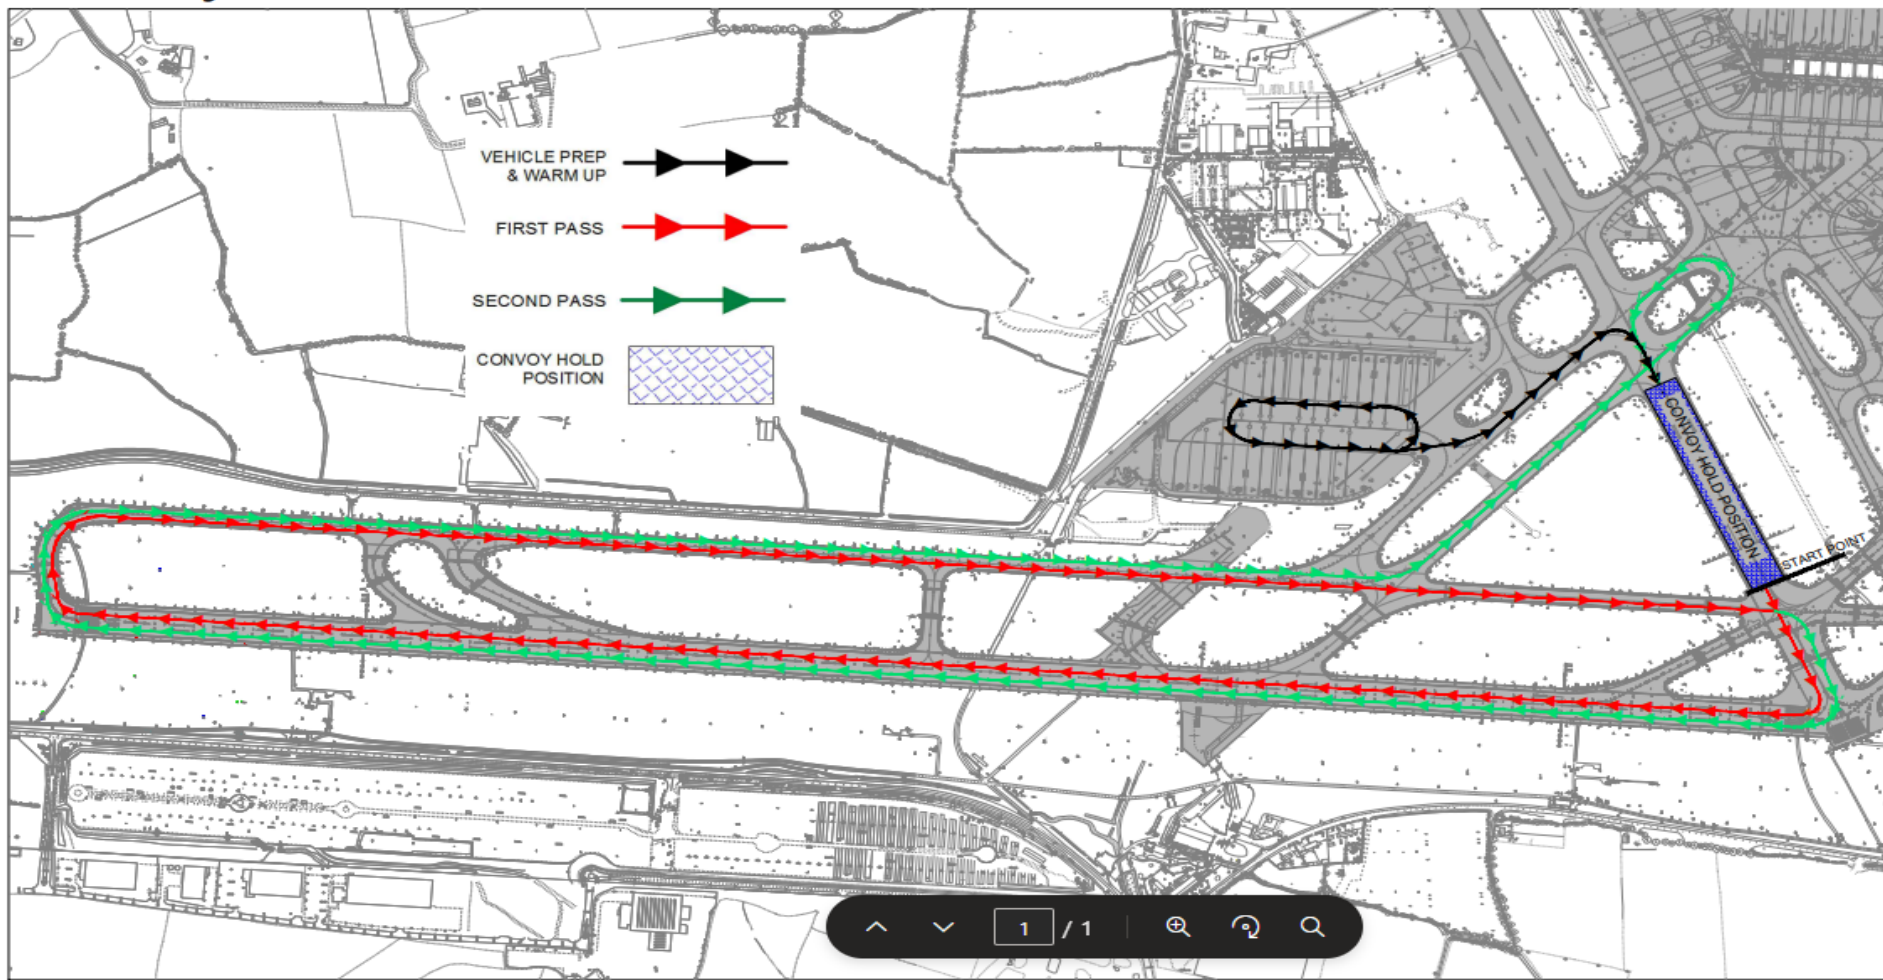 VEHICLE PREP
& WARM UP
FIRST PASS
SECOND PASS
CONVOY HOLD
POSITION
CONVOY HOLD POSITION
START POINT
1 / 1